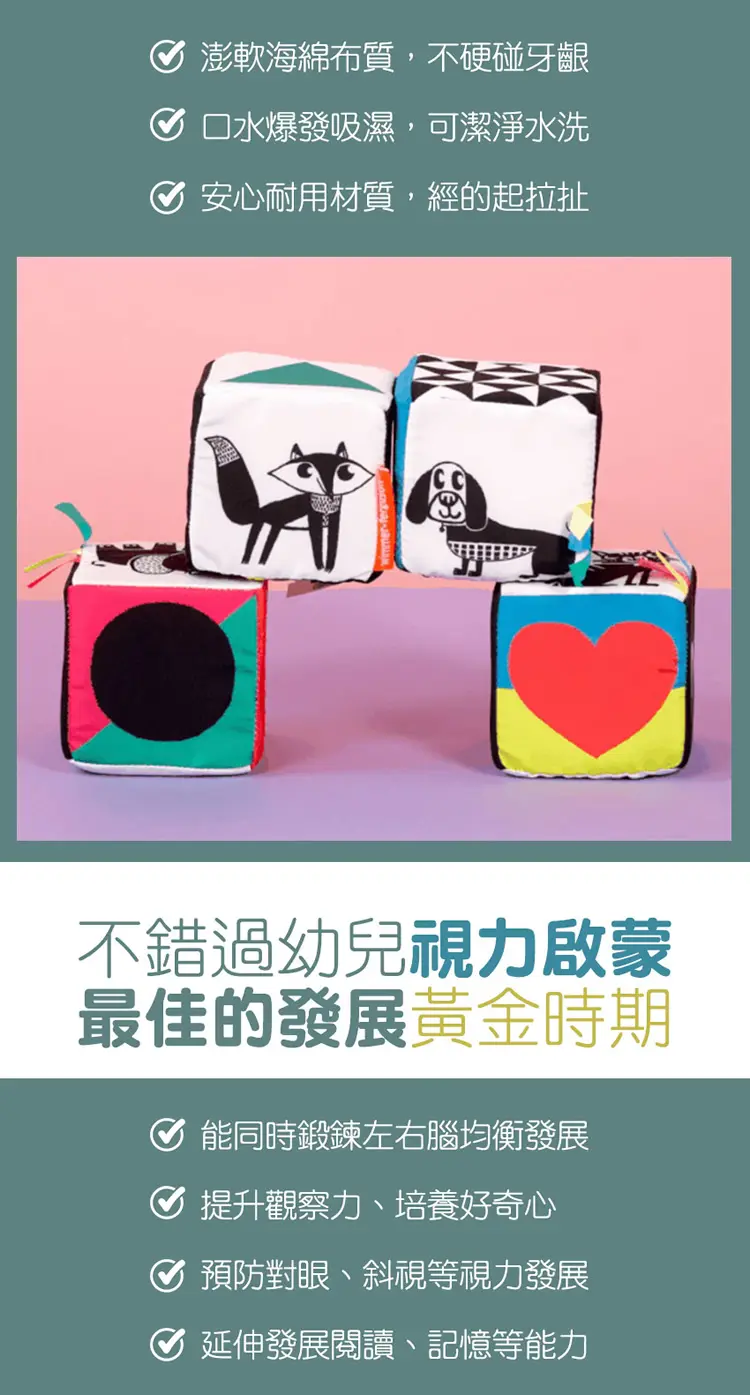 澎軟海綿布質，不硬碰牙齦
口水爆發吸濕，可潔淨水洗
安心耐用材質，經的起拉扯
wimmer-ferguson
不錯過幼兒視力啟蒙
最佳的發展黃金時期
能同時鍛鍊左右腦均衡發展
提升觀察力、培養好奇心
預防對眼、斜視等視力發展
延伸發展閱讀、記憶等能力